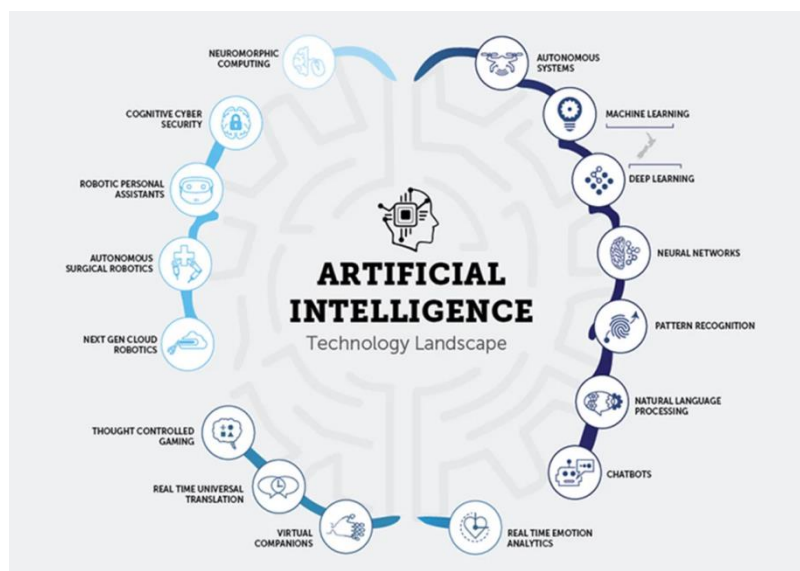 ARTIFICIAL
INTELLIGENCE
Technology Landscape
AUTONOMOUS
SYSTEMS
MACHINE LEARNING
DEEP LEARNING
NEURAL NETWORKS
PATTERN RECOGNITION
NATURAL LANGUAGE
PROCESSING
CHATBOTS
REAL TIME EMOTION
ANALYTICS
VIRTUAL
COMPANIONS
REAL TIME UNIVERSAL
TRANSLATION
THOUGHT CONTROLLED
GAMING
NEXT GEN CLOUD
ROBOTICS
AUTONOMOUS
SURGICAL ROBOTICS
ROBOTIC PERSONAL
ASSISTANTS
COGNITIVE CYBER
SECURITY
NEUROMORPHIC
COMPUTING